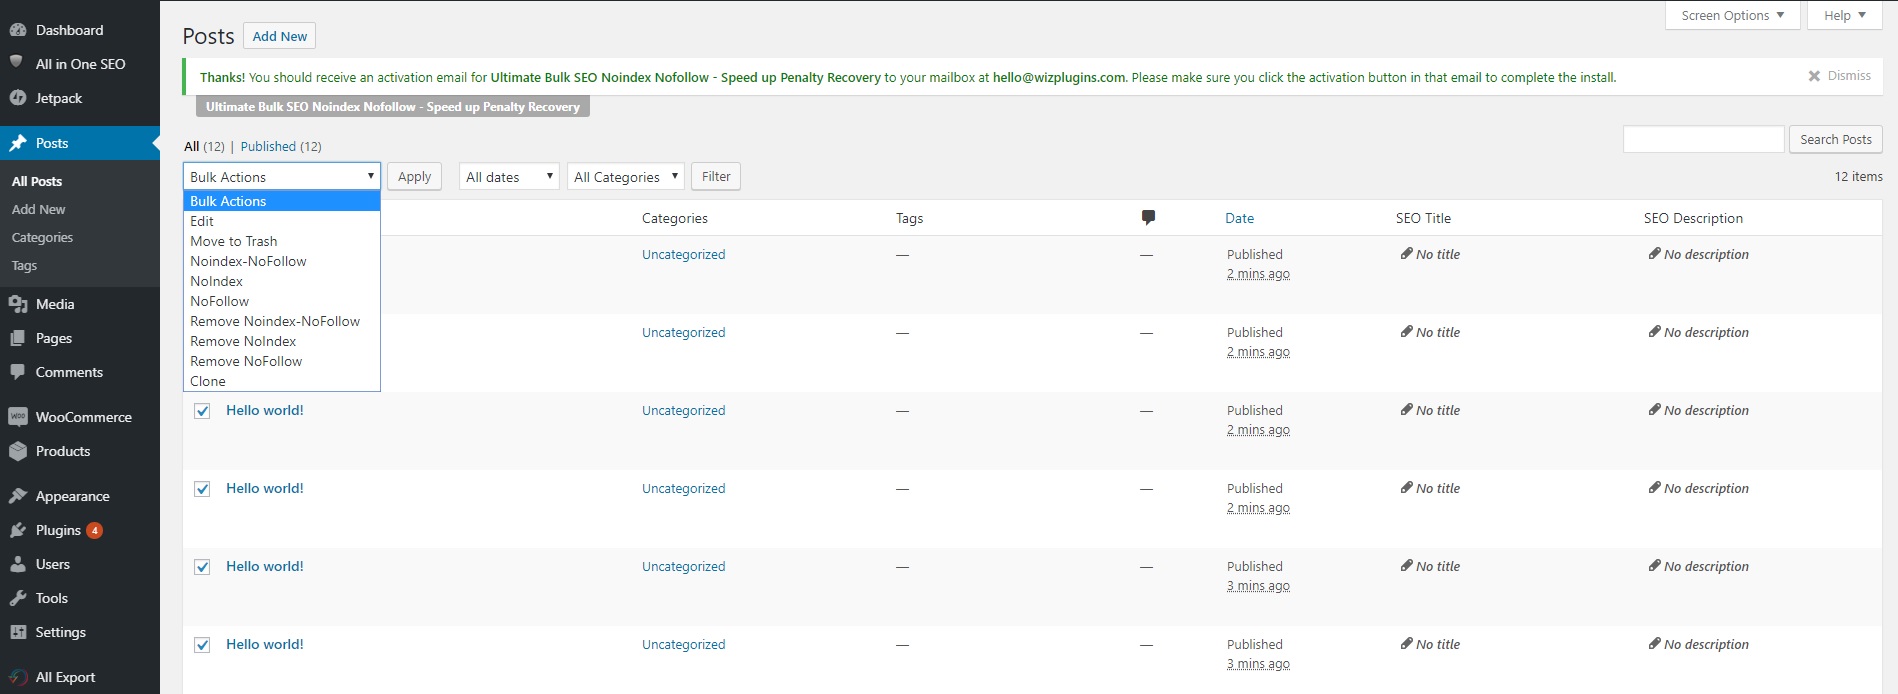 Dashboard
All in One SEO
Jetpack
Posts
All Posts
Add New
Categories
Tags
Media
Pages
Comments
WOO WooCommerce
Products
Appearance
Plugins 4
Users
Tools
Settings
All Export
Screen Options ▼ Help ▼
Posts Add New
Thanks! You should receive an activation email for Ultimate Bulk SEO Noindex Nofollow - Speed up Penalty Recovery to your mailbox at hello@wizplugins.com. Please make sure you click the activation button in that email to complete the install. Dismiss
Ultimate Bulk SEO Noindex Nofollow - Speed up Penalty Recovery
All (12) | Published (12) Search Posts
Bulk Actions Apply All dates All Categories Filter 12 items
Bulk Actions
Edit
Move to Trash
Noindex-NoFollow
NoIndex
NoFollow
Remove Noindex-NoFollow
Remove NoIndex
Remove NoFollow
Clone
Categories Tags Date SEO Title SEO Description
Uncategorized — — Published No title No description
2 mins ago
Uncategorized — — Published No title No description
2 mins ago
Hello world! Uncategorized — — Published No title No description
2 mins ago
Hello world! Uncategorized — — Published No title No description
2 mins ago
Hello world! Uncategorized — — Published No title No description
3 mins ago
Hello world! Uncategorized — — Published No title No description
3 mins ago